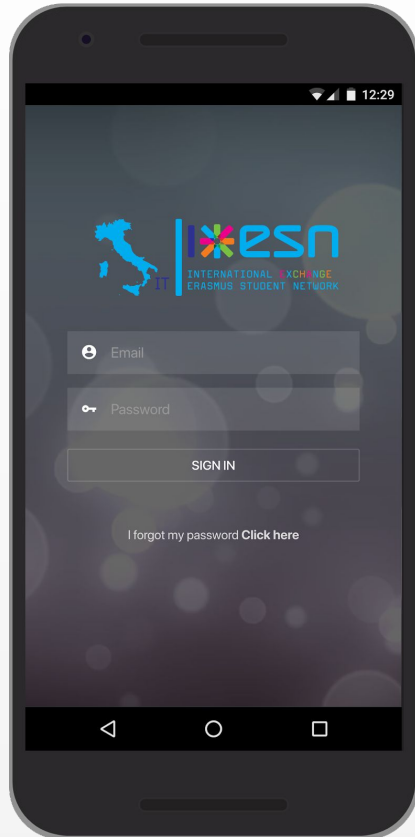 12:29
IT
esn
INTERNATIONAL EXCHANGE
ERASMUS STUDENT NETWORK
Email
Password
SIGN IN
I forgot my password Click here